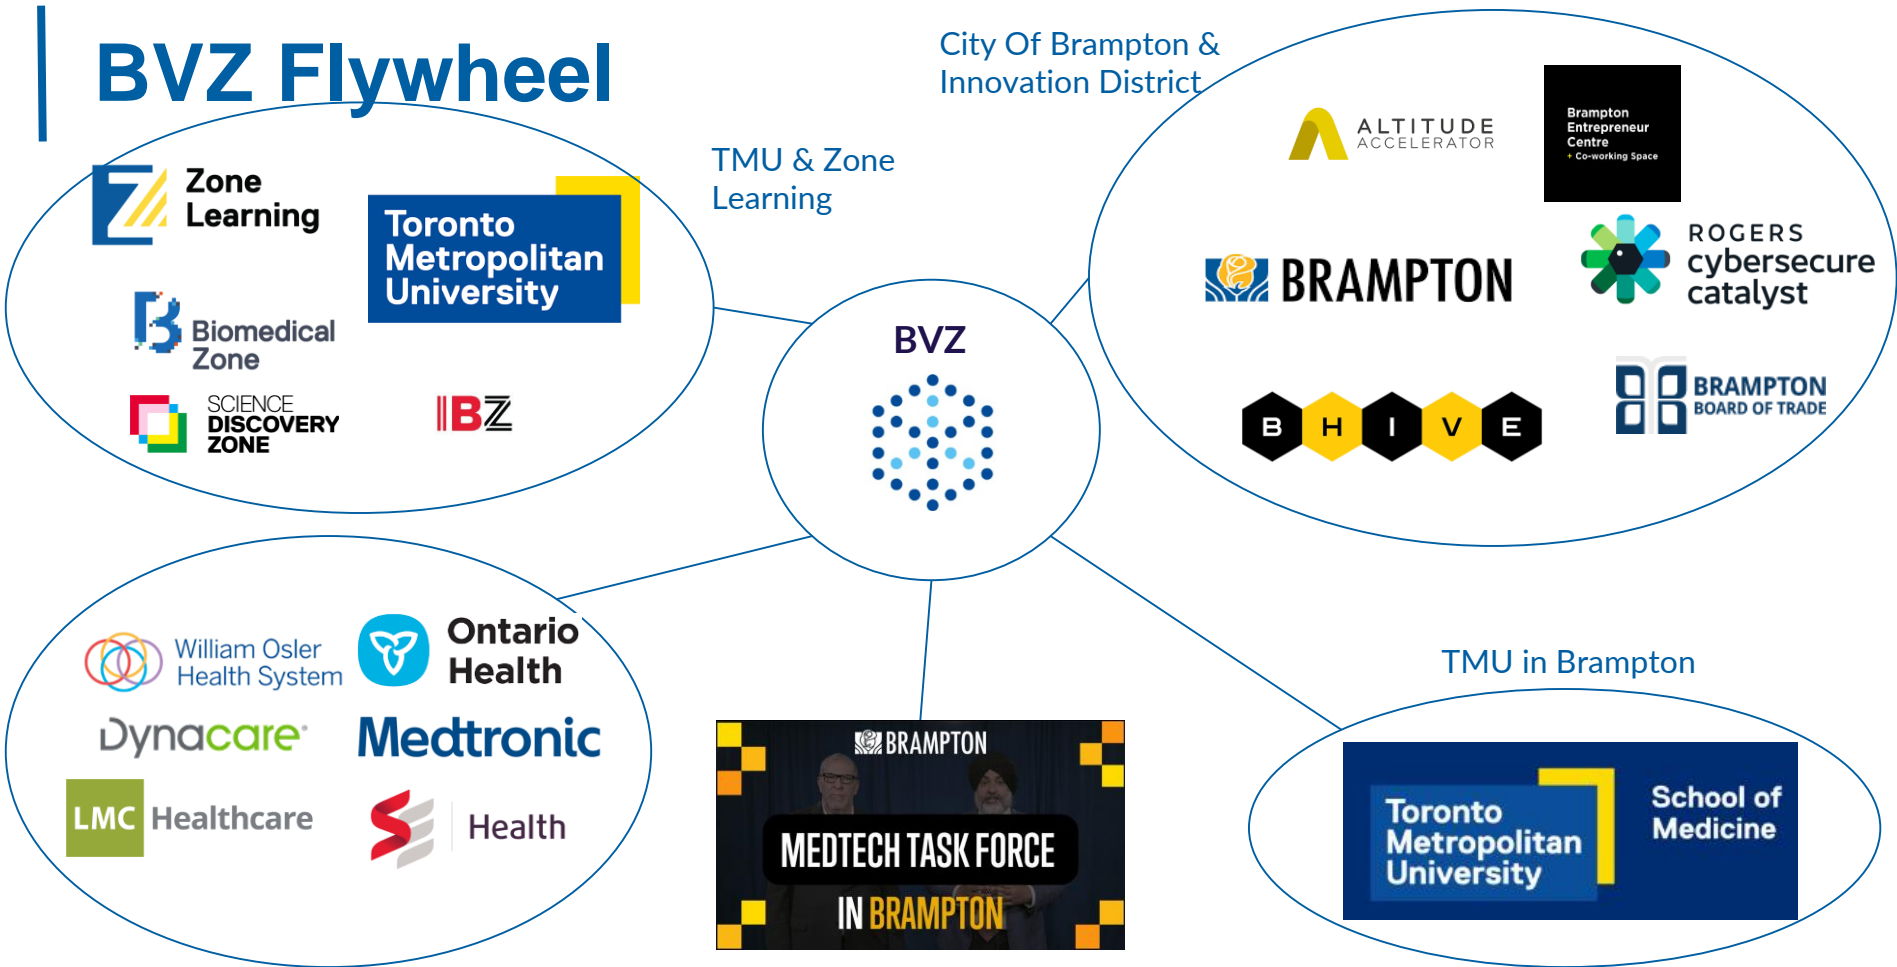 BVZ Flywheel
City Of Brampton &
Innovation District
TMU & Zone
Learning
Zone
Learning
Toronto
Metropolitan
University
Biomedical
Zone
SCIENCE
DISCOVERY
ZONE
IBZ
BVZ
ALTITUDE
ACCELERATOR
Brampton
Entrepreneur
Centre
+ Co-working Space
BRAMPTON
ROGERS
cybersecure
catalyst
BHIVE
BRAMPTON
BOARD OF TRADE
William Osler
Health System
Ontario
Health
Dynacare
Medtronic
LMC Healthcare
SE Health
BRAMPTON
MEDTECH TASK FORCE
IN BRAMPTON
TMU in Brampton
Toronto
Metropolitan
University
School of
Medicine